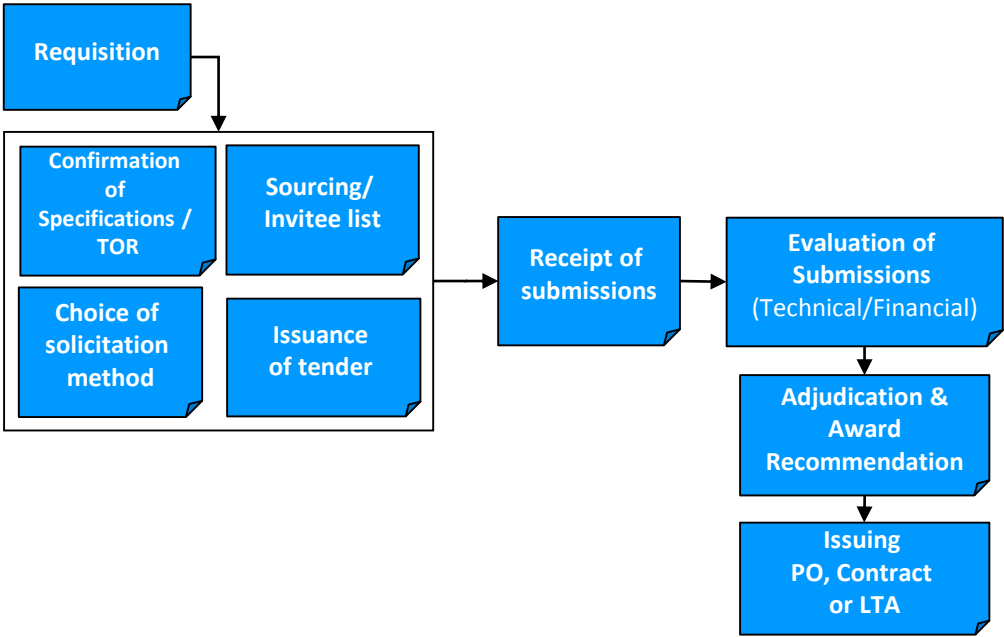 Requisition
Confirmation
of
Specifications /
TOR
Sourcing/
Invitee list
Choice of
solicitation
method
Issuance
of tender
Receipt of
submissions
Evaluation of
Submissions
(Technical/Financial)
Adjudication &
Award
Recommendation
Issuing
PO, Contract
or LTA